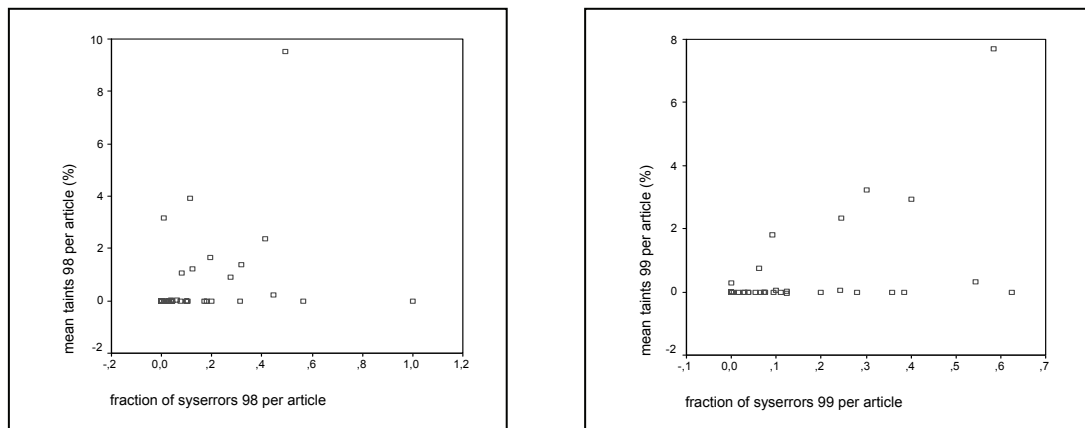 10
8
6
4
2
0
-2
mean taints 98 per article (%)
-,2 0,0 ,2 ,4 ,6 ,8 1,0 1,2
fraction of syserrors 98 per article
8
6
4
2
0
-2
mean taints 99 per article (%)
-,1 0,0 ,1 ,2 ,3 ,4 ,5 ,6 ,7
fraction of syserrors 99 per article